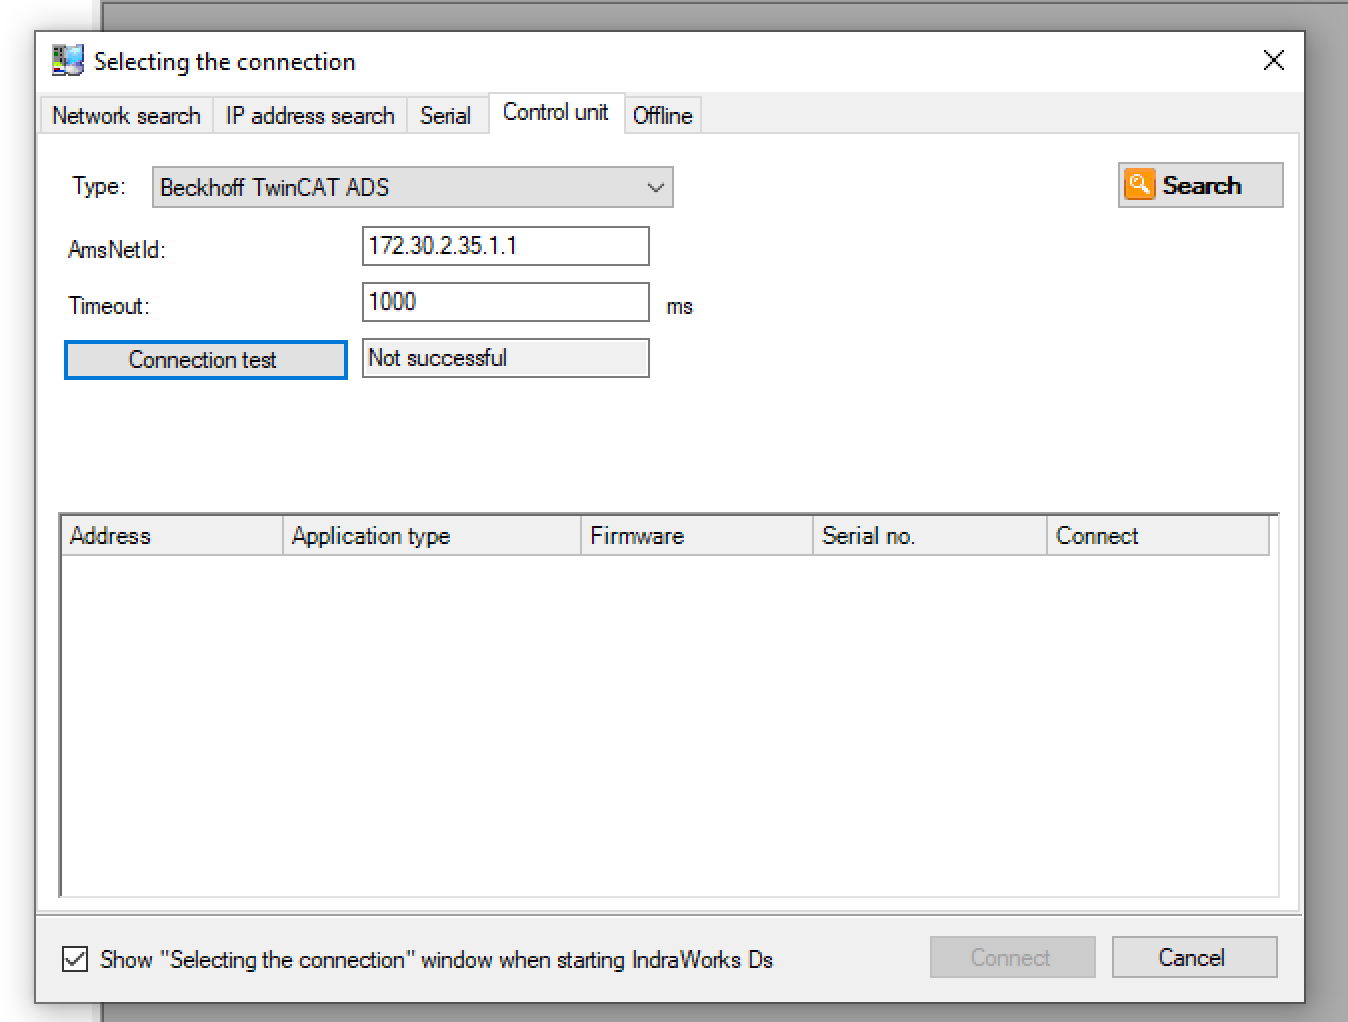 Selecting the connection
Network search IP address search Serial Control unit Offline
Type: Beckhoff TwinCAT ADS Search
AmsNetId: 172.30.2.35.1.1
Timeout: 1000 ms
Connection test Not successful
Address Application type Firmware Serial no. Connect
Show "Selecting the connection" window when starting IndraWorks Ds Connect Cancel